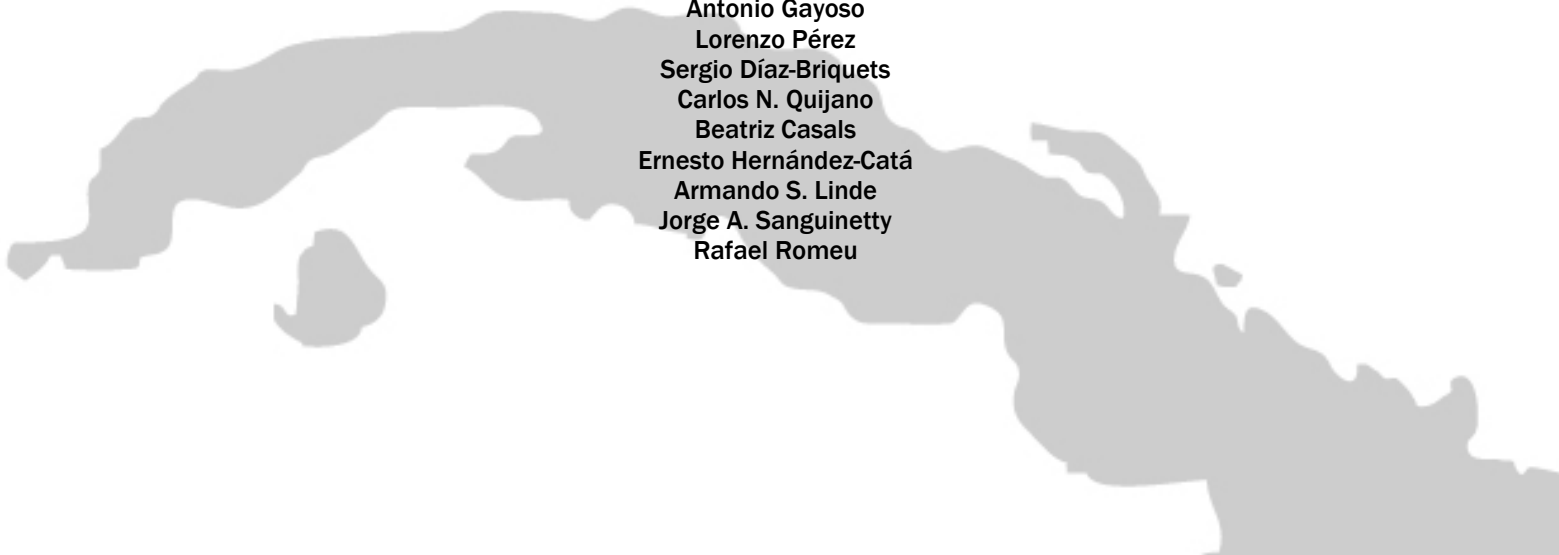 Antonio Gayoso
Lorenzo Pérez
Sergio Díaz-Briquets
Carlos N. Quijano
Beatriz Casals
Ernesto Hernández-Catá
Armando S. Linde
Jorge A. Sanguinetty
Rafael Romeu